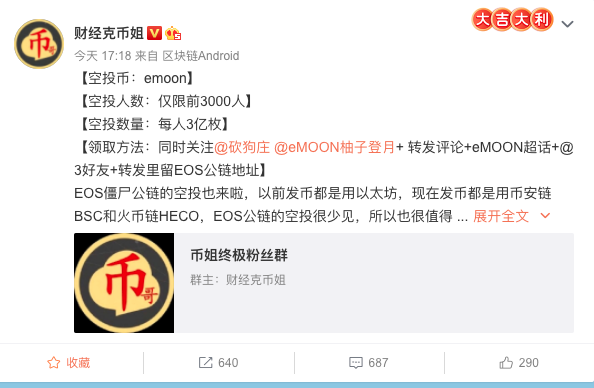 大吉大利
币
财经克币姐
今天 17:18 来自 区块链Android
【空投币：emoon】
【空投人数：仅限前3000人】
【空投数量：每人3亿枚】
【领取方法：同时关注@砍狗庄 @eMOON柚子登月+ 转发评论+eMOON超话+@
3好友+转发里留EOS公链地址】
EOS僵尸公链的空投也来啦，以前发币都是用以太坊，现在发币都是用币安链
BSC和火币链HECO，EOS公链的空投很少见，所以也很值得 ... 展开全文
币哥
币姐终极粉丝群
群主：财经克币姐
收藏 640 687 290